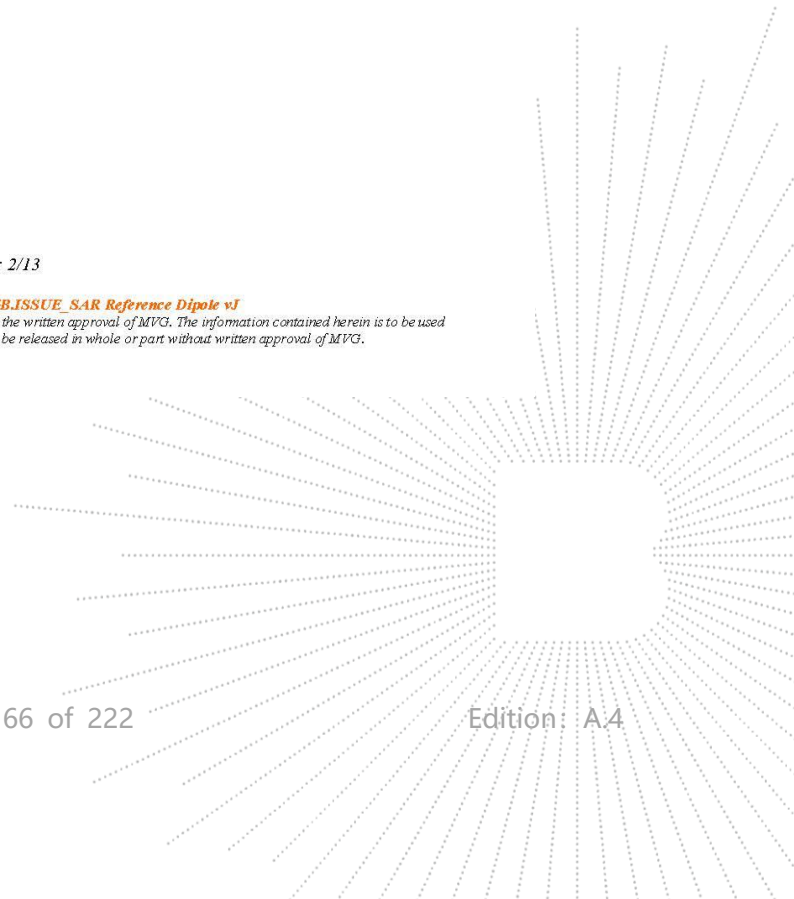 : 2/13
B.ISSUE_SAR Reference Dipole vJ
the written approval of MVG. The information contained herein is to be used
be released in whole or part without written approval of MVG.
66 of 222 Edition: A.4